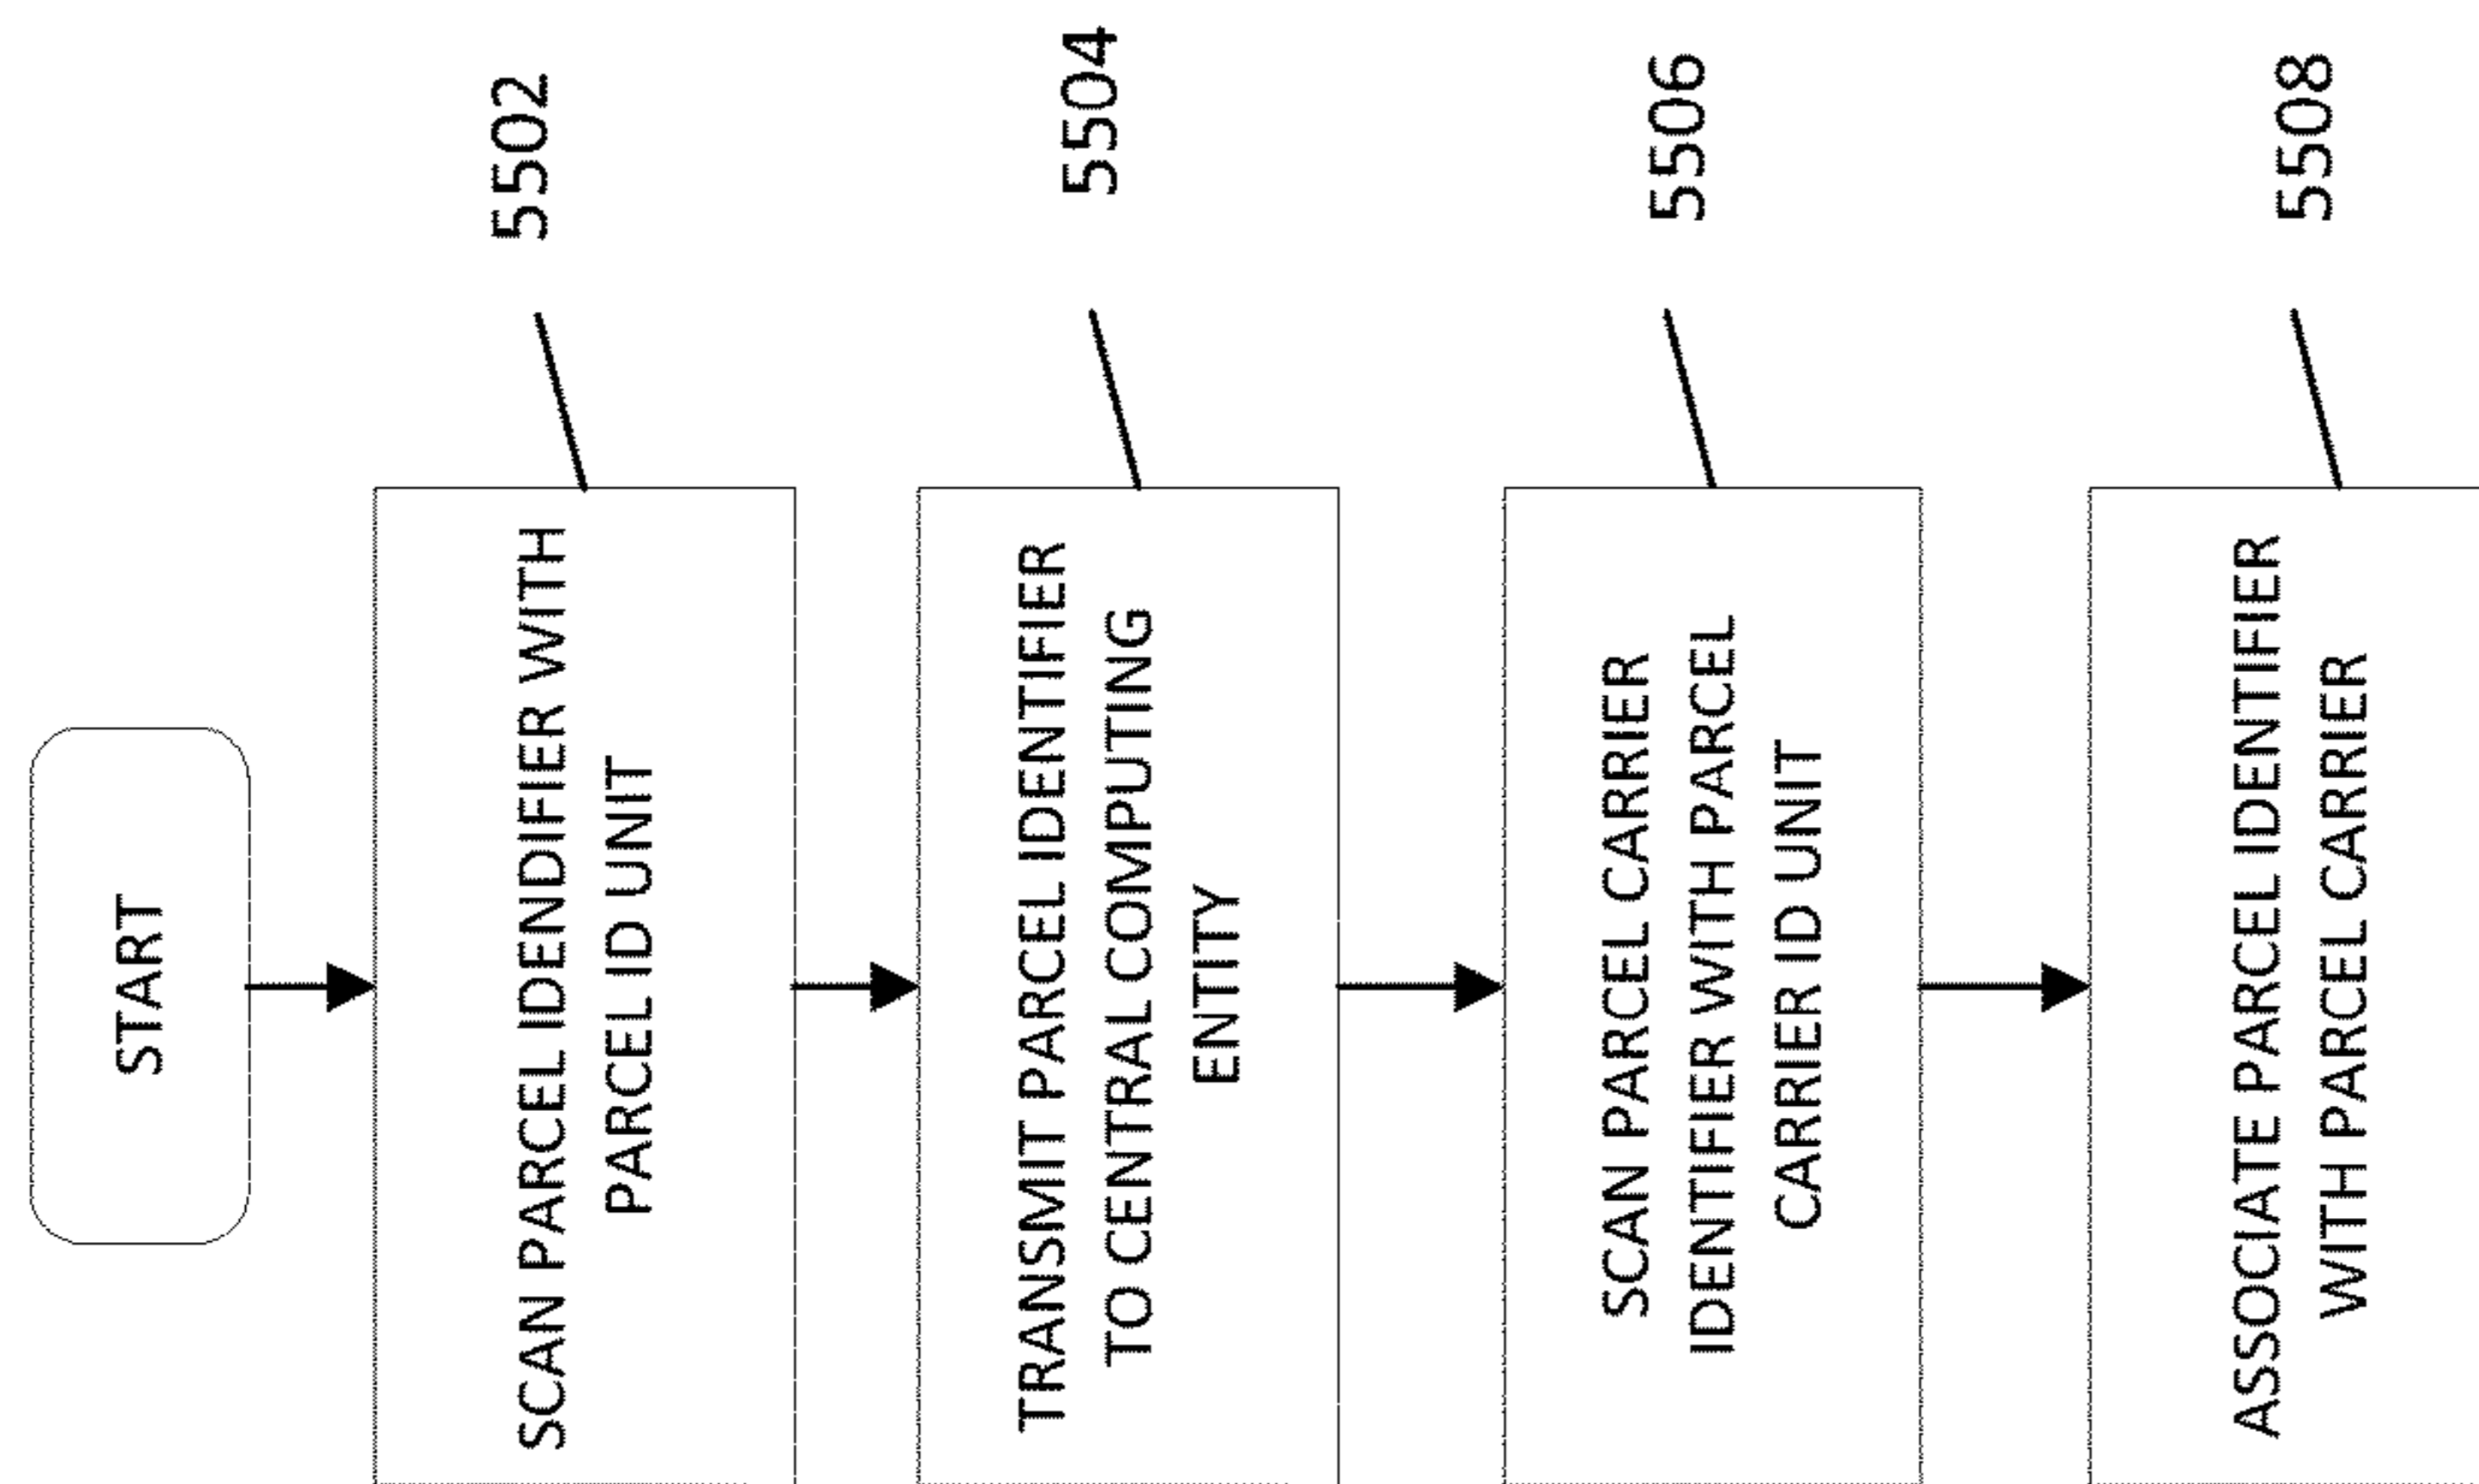 START
5502
SCAN PARCEL IDENDIFIER WITH
PARCEL ID UNIT
5504
TRANSMIT PARCEL IDENTIFIER
TO CENTRAL COMPUTING
ENTITY
5506
SCAN PARCEL CARRIER
IDENTIFIER WITH PARCEL
CARRIER ID UNIT
5508
ASSOCIATE PARCEL IDENTIFIER
WITH PARCEL CARRIER